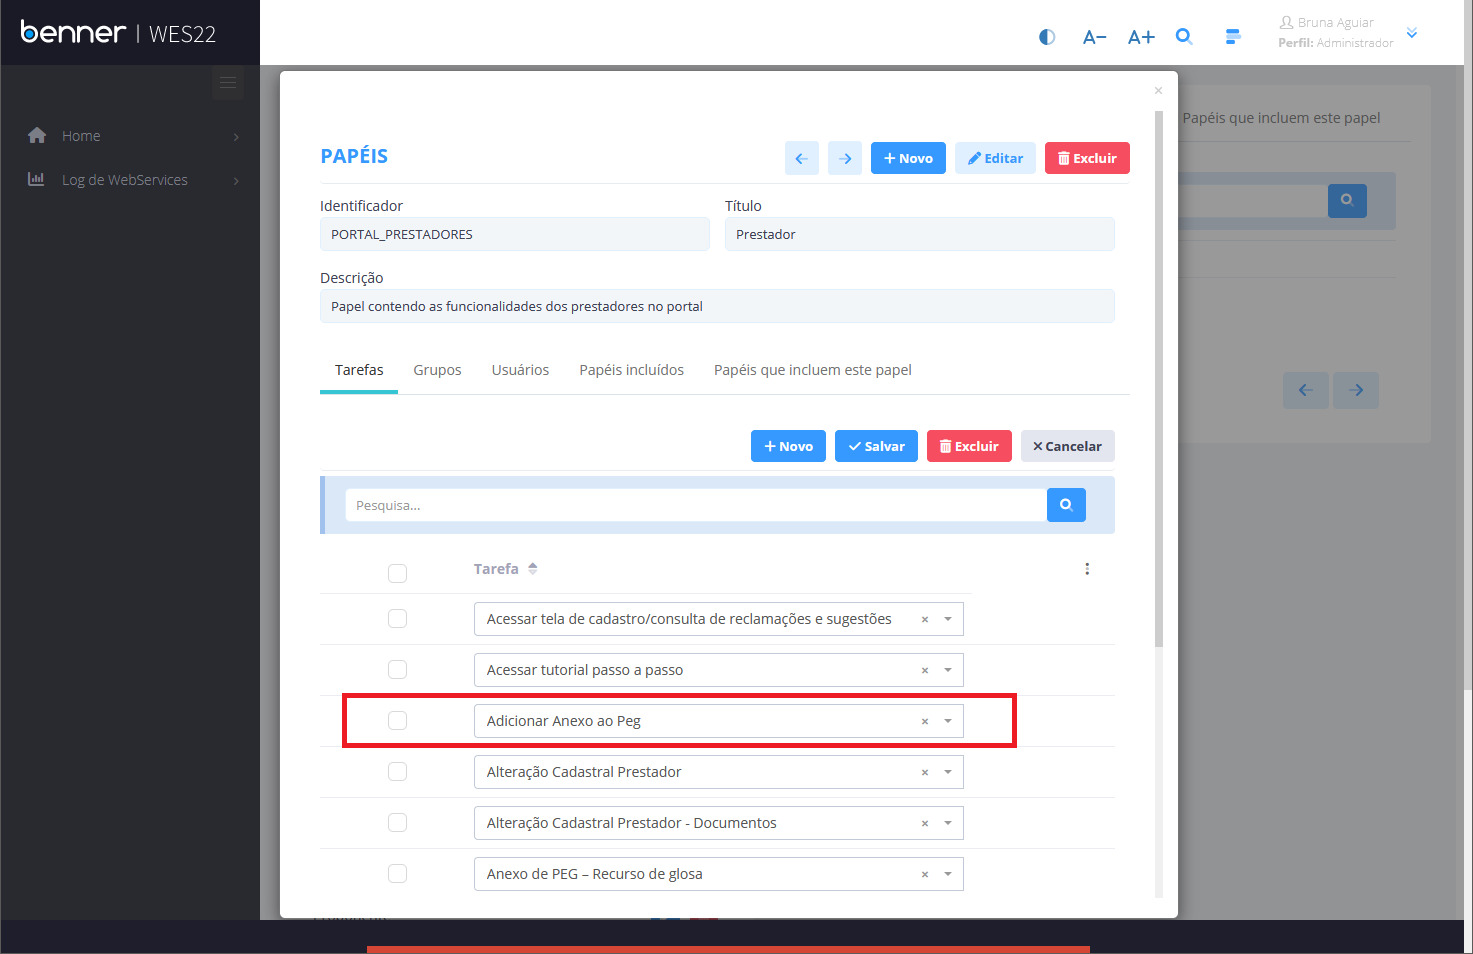 benner | WES22
A-
A+
Bruna Aguiar
Perfil: Administrador
Home
Log de WebServices
×
Papéis que incluem este papel
PAPÉIS
Novo
Editar
Excluir
Identificador
Título
PORTAL_PRESTADORES
Prestador
Descrição
Papel contendo as funcionalidades dos prestadores no portal
Tarefas
Grupos
Usuários
Papéis incluídos
Papéis que incluem este papel
Novo
Salvar
Excluir
Cancelar
Pesquisa...
Tarefa
Acessar tela de cadastro/consulta de reclamações e sugestões
Acessar tutorial passo a passo
Adicionar Anexo ao Peg
Alteração Cadastral Prestador
Alteração Cadastral Prestador - Documentos
Anexo de PEG – Recurso de glosa